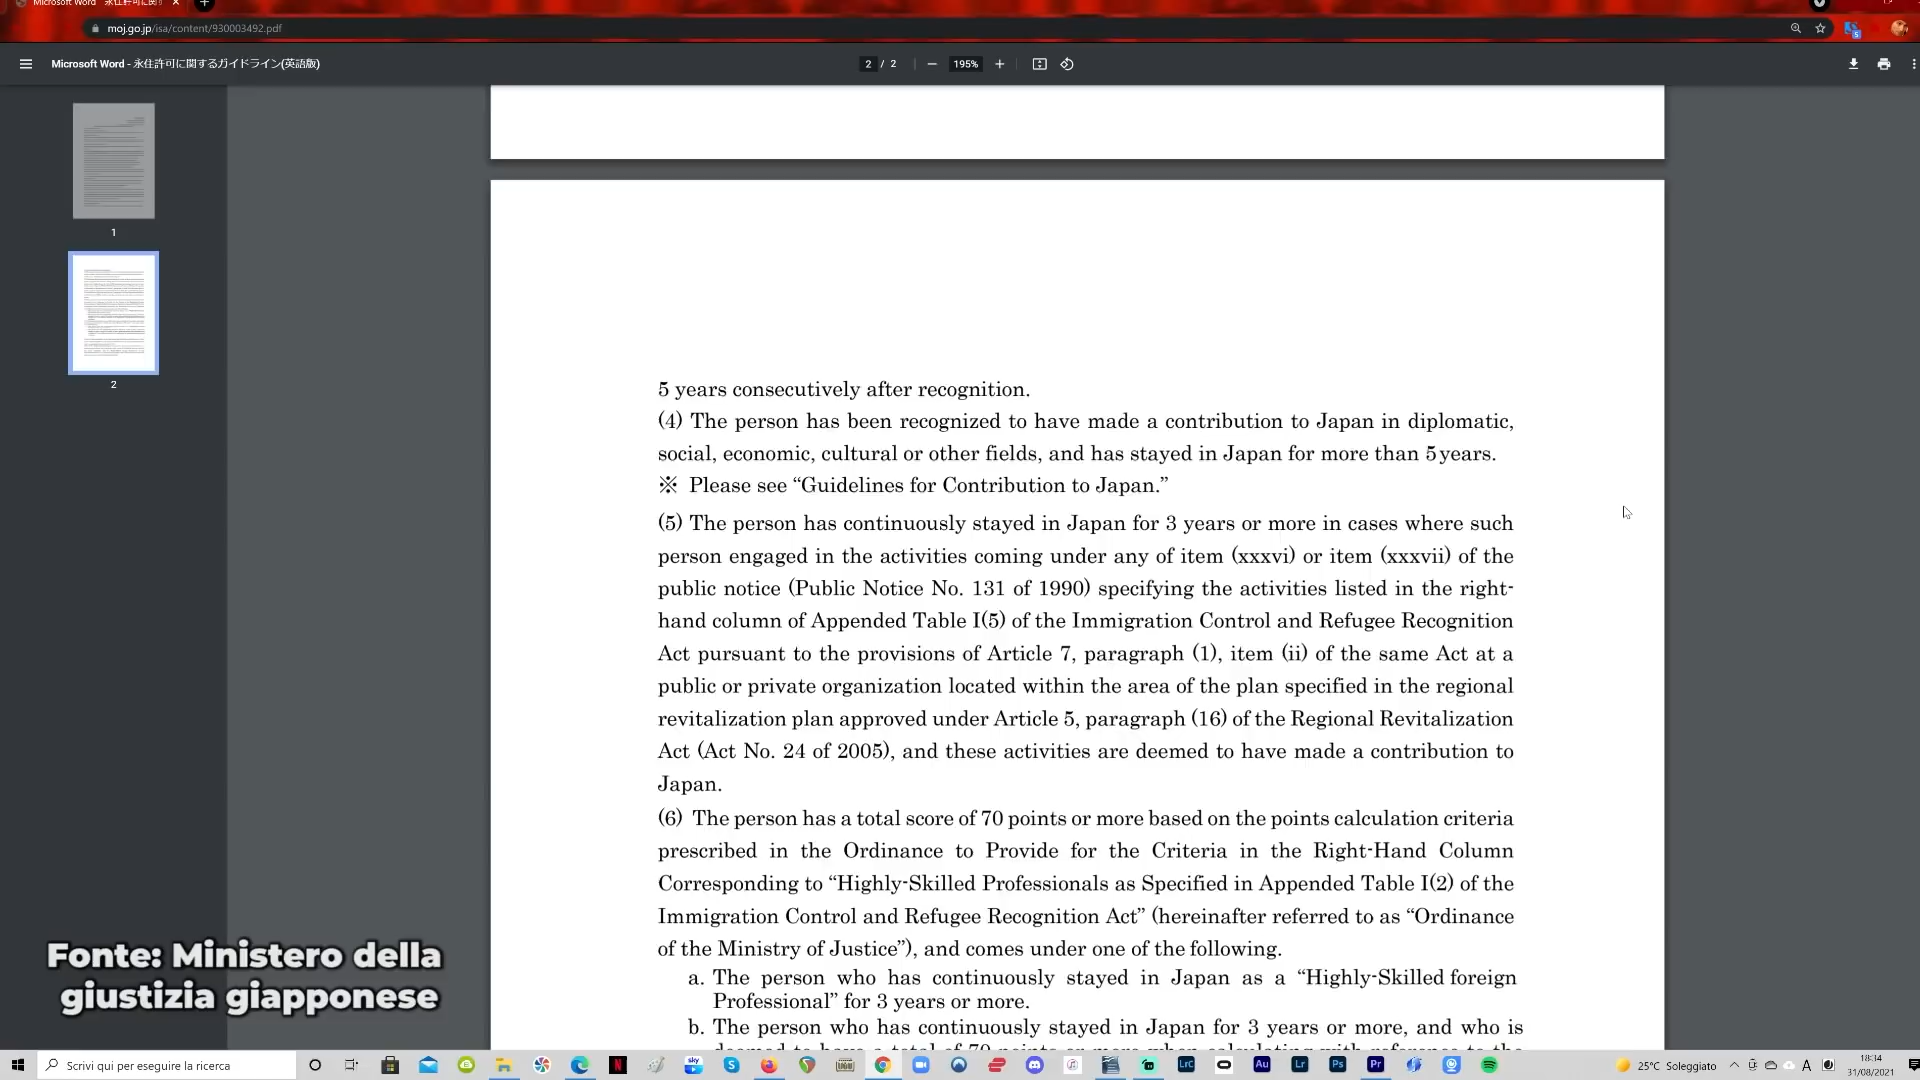 Microsoft Word - 永住許可に関す
moj.go.jp/isa/content/930003492.pdf
Microsoft Word - 永住許可に関するガイドライン(英語版)
2 / 2
195%
1
2
5 years consecutively after recognition.
(4) The person has been recognized to have made a contribution to Japan in diplomatic,
social, economic, cultural or other fields, and has stayed in Japan for more than 5 years.
※ Please see “Guidelines for Contribution to Japan.”
(5) The person has continuously stayed in Japan for 3 years or more in cases where such
person engaged in the activities coming under any of item (xxxvi) or item (xxxvii) of the
public notice (Public Notice No. 131 of 1990) specifying the activities listed in the right-
hand column of Appended Table I(5) of the Immigration Control and Refugee Recognition
Act pursuant to the provisions of Article 7, paragraph (1), item (ii) of the same Act at a
public or private organization located within the area of the plan specified in the regional
revitalization plan approved under Article 5, paragraph (16) of the Regional Revitalization
Act (Act No. 24 of 2005), and these activities are deemed to have made a contribution to
Japan.
(6) The person has a total score of 70 points or more based on the points calculation criteria
prescribed in the Ordinance to Provide for the Criteria in the Right-Hand Column
Corresponding to “Highly-Skilled Professionals as Specified in Appended Table I(2) of the
Immigration Control and Refugee Recognition Act” (hereinafter referred to as “Ordinance
of the Ministry of Justice”), and comes under one of the following.
a. The person who has continuously stayed in Japan as a “Highly-Skilled foreign
Professional” for 3 years or more.
b. The person who has continuously stayed in Japan for 3 years or more, and who is
Fonte: Ministero della
giustizia giapponese
Scrivi qui per eseguire la ricerca
sky
LrC
Au
Lr
Ps
Pr
25°C Soleggiato
A
18:34
31/08/2021